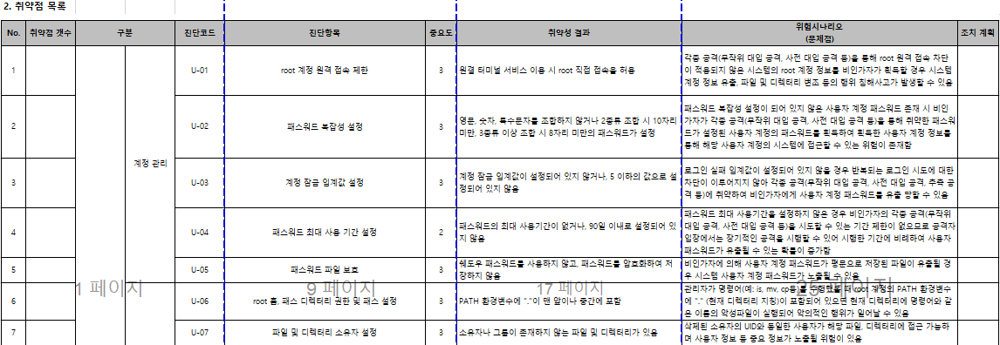 2. 취약점 목록
No. 취약점 갯수 구분 진단코드 진단항목 중요도 취약성 결과 위험시나리오 조치 계획
(문제점)
계정 관리
1 U-01 root 계정 원격 접속 제한 3 원결 터미널 서비스 이용 시 root 직접 접속을 허용
각종 공격(무작위 대입 공격, 사전 대입 공격 등)을 통해 root 원격 접속 차단
이 적용되지 않은 시스템의 root 계정 정보를 비인가자가 획득할 경우 시스템
계정 정보 유출, 파일 및 디렉터리 변조 등의 행위 침해사고가 발생할 수 있음
2 U-02 패스워드 복잡성 설정 3
영문, 숫자, 특수문자를 조합하지 않거나 2종류 조합 시 10자리
미만, 3종류 이상 조합 시 8자리 미만의 패스워드가 설정
패스워드 복잡성 설정이 되어 있지 않은 사용자 계정 패스워드 존재 시 비인
가자가 각종 공격(무작위 대입 공격, 사전 대입 공격 등)을 통해 취약한 패스워
드가 설정된 사용자 계정의 패스워드를 획득하여 획득한 사용자 계정 정보를
통해 해당 사용자 계정의 시스템에 접근할 수 있는 위험이 존재함
3 U-03 계정 잠금 임계값 설정 3
계정 잠금 임계값이 설정되어 있지 않거나, 5 이하의 값으로 설
정되어 있지 않음
로그인 실패 임계값이 설정되어 있지 않을 경우 반복되는 로그인 시도에 대한
차단이 이루어지지 않아 각종 공격(무작위 대입 공격, 사전 대입 공격, 추측 공
격 등)에 취약하여 비인가자에게 사용자 계정 패스워드를 유출 당할 수 있음
4 U-04 패스워드 최대 사용 기간 설정 2
패스워드의 최대 사용기간이 없거나, 90일 이내로 설정되어 있
지 않음
패스워드 최대 사용기간을 설정하지 않은 경우 비인가자의 각종 공격(무작위
대입 공격, 사전 대입 공격 등)을 시도할 수 있는 기간 제한이 없으므로 공격자
입장에서는 장기적인 공격을 시행할 수 있어 시행한 기간에 비례하여 사용자
패스워드가 유출될 수 있는 확률이 증가함
5 U-05 패스워드 파일 보호 3
쉐도우 패스워드를 사용하지 않고, 패스워드를 암호화하여 저
장하지 않음
비인가자에 의해 사용자 계정 패스워드가 평문으로 저장된 파일이 유출될 경
우 시스템 사용자 계정 패스워드가 노출될 수 있음
1 페이지 9 페이지 17 페이지 25 페이지
6 U-06 root 홈, 패스 디렉터리 권한 및 패스 설정 3 PATH 환경변수에 "."이 맨 앞이나 중간에 포함
관리자가 명령어(예: is, mv, cp등)를 수행했을 때 root 계정의 PATH 환경변수
에 "." (현재 디렉터리 지칭)이 포함되어 있으면 현재 디렉터리에 명령어와 같
은 이름의 악성파일이 실행되어 악의적인 행위가 일어날 수 있음
7 U-07 파일 및 디렉터리 소유자 설정 3 소유자나 그룹이 존재하지 않는 파일 및 디렉터리가 있음
삭제된 소유자의 UID와 동일한 사용자가 해당 파일, 디렉터리에 접근 가능하
며 사용자 정보 등 중요 정보가 노출될 위험이 있음